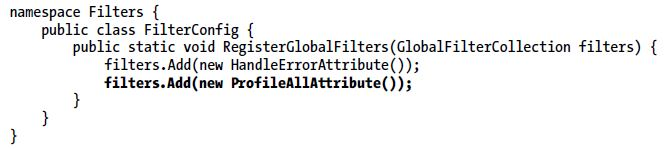 namespace Filters {
    public class FilterConfig {
        public static void RegisterGlobalFilters(GlobalFilterCollection filters) {
            filters.Add(new HandleErrorAttribute());
            filters.Add(new ProfileAllAttribute());
        }
    }
}